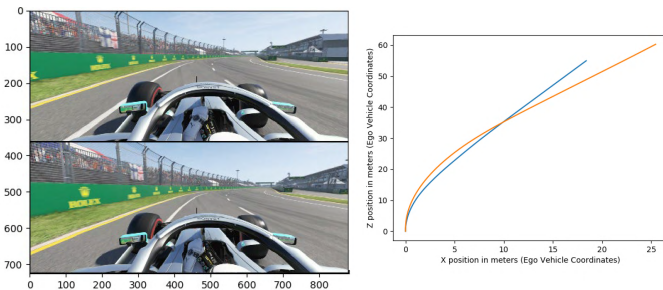 0
100
200
300
400
500
600
700
0 100 200 300 400 500 600 700 800
ROLEX
ROLEX
60
50
40
30
20
10
0
0 5 10 15 20 25
Z position in meters (Ego Vehicle Coordinates)
X position in meters (Ego Vehicle Coordinates)